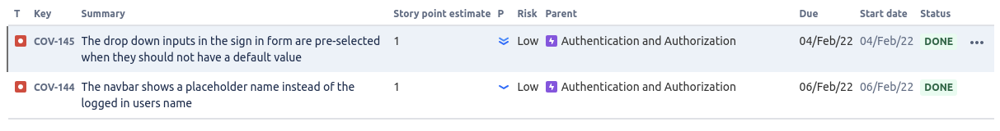 T Key Summary Story point estimate P Risk Parent Due Start date Status
COV-145 The drop down inputs in the sign in form are pre-selected 1 Low Authentication and Authorization 04/Feb/22 04/Feb/22 DONE
when they should not have a default value
COV-144 The navbar shows a placeholder name instead of the 1 Low Authentication and Authorization 06/Feb/22 06/Feb/22 DONE
logged in users name